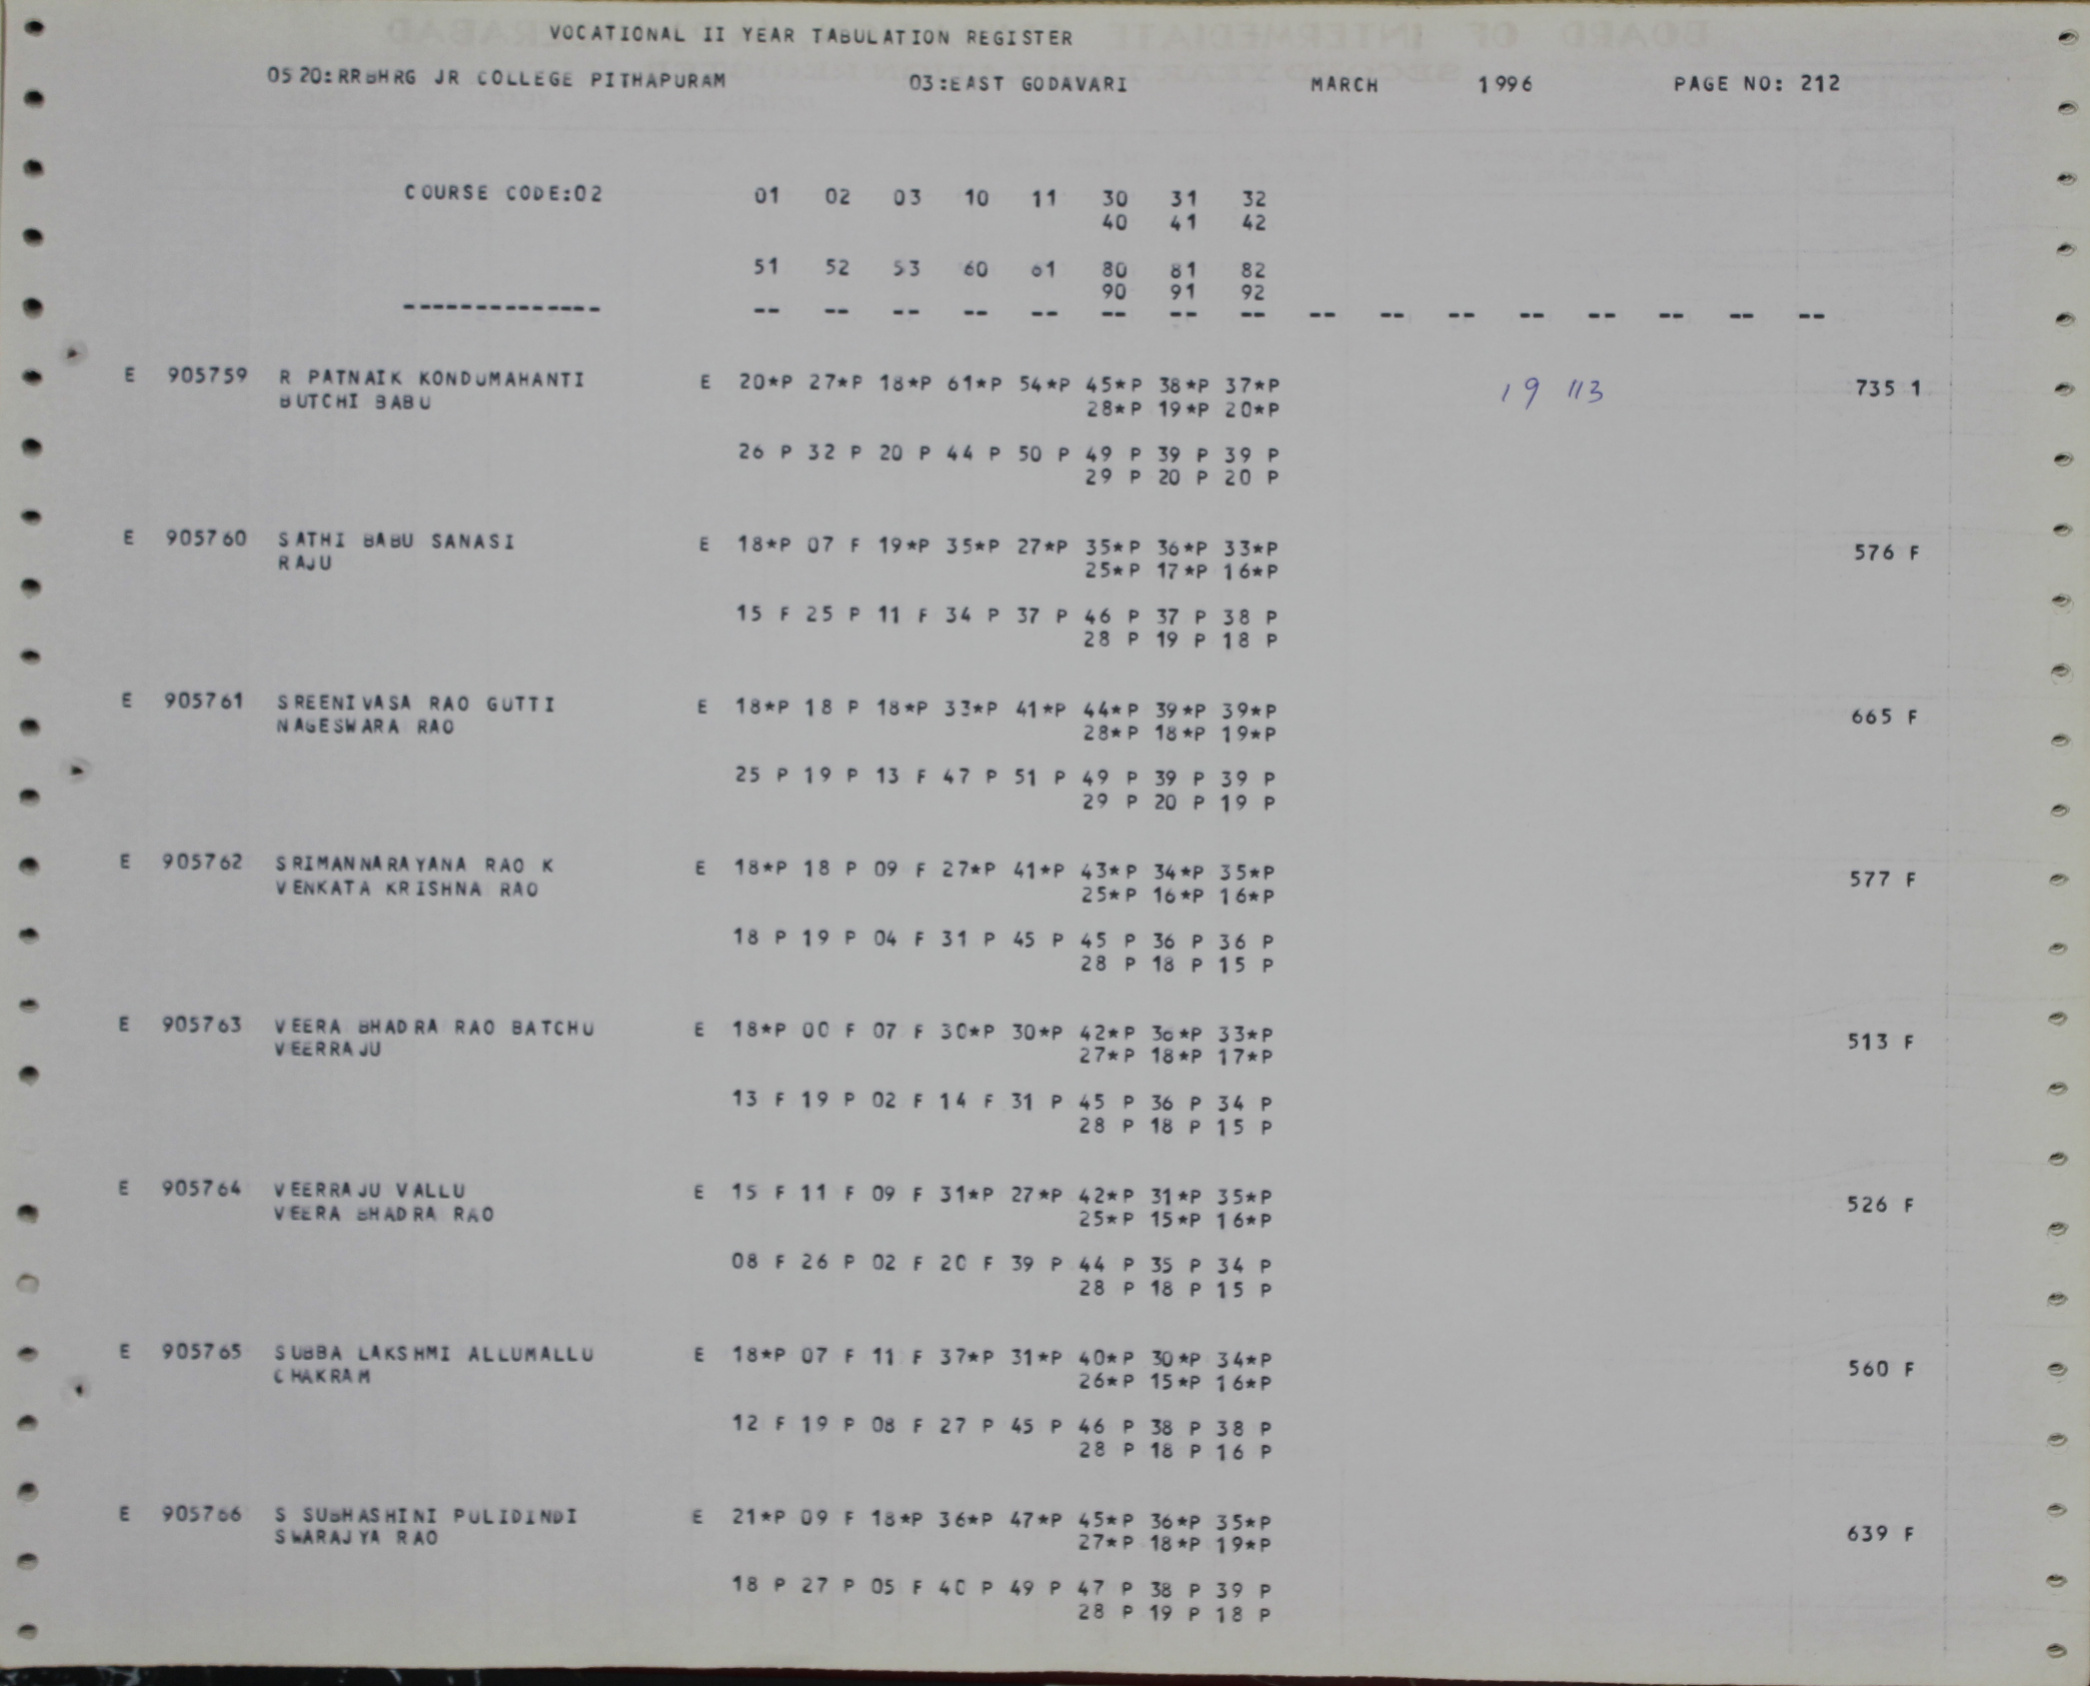 VOCATIONAL II YEAR TABULATION REGISTER
0520:RRBHRG JR COLLEGE PITHAPURAM 03:EAST GODAVARI MARCH 1996 PAGE NO: 212
COURSE CODE:02 01 02 03 10 11 30 31 32
40 41 42
51 52 53 60 61 80 81 82
90 91 92
-------------- -- -- -- -- -- -- -- -- -- -- -- -- -- -- -- --
E 905759 R PATNAIK KONDUMAHANTI E 20*P 27*P 18*P 61*P 54*P 45*P 38*P 37*P 19 113 735 1
BUTCHI BABU 28*P 19*P 20*P
26 P 32 P 20 P 44 P 50 P 49 P 39 P 39 P
29 P 20 P 20 P
E 905760 SATHI BABU SANASI E 18*P 07 F 19*P 35*P 27*P 35*P 36*P 33*P 576 F
RAJU 25*P 17*P 16*P
15 F 25 P 11 F 34 P 37 P 46 P 37 P 38 P
28 P 19 P 18 P
E 905761 SREENIVASA RAO GUTTI E 18*P 18 P 18*P 33*P 41*P 44*P 39*P 39*P 665 F
NAGESWARA RAO 28*P 18*P 19*P
25 P 19 P 13 F 47 P 51 P 49 P 39 P 39 P
29 P 20 P 19 P
E 905762 SRIMANNARAYANA RAO K E 18*P 18 P 09 F 27*P 41*P 43*P 34*P 35*P 577 F
VENKATA KRISHNA RAO 25*P 16*P 16*P
18 P 19 P 04 F 31 P 45 P 45 P 36 P 36 P
28 P 18 P 15 P
E 905763 VEERA BHADRA RAO BATCHU E 18*P 00 F 07 F 30*P 30*P 42*P 36*P 33*P 513 F
VEERRAJU 27*P 18*P 17*P
13 F 19 P 02 F 14 F 31 P 45 P 36 P 34 P
28 P 18 P 15 P
E 905764 VEERRAJU VALLU E 15 F 11 F 09 F 31*P 27*P 42*P 31*P 35*P 526 F
VEERA BHADRA RAO 25*P 15*P 16*P
08 F 26 P 02 F 20 F 39 P 44 P 35 P 34 P
28 P 18 P 15 P
E 905765 SUBBA LAKSHMI ALLUMALLU E 18*P 07 F 11 F 37*P 31*P 40*P 30*P 34*P 560 F
CHAKRAM 26*P 15*P 16*P
12 F 19 P 08 F 27 P 45 P 46 P 38 P 38 P
28 P 18 P 16 P
E 905766 S SUBHASHINI PULIDINDI E 21*P 09 F 18*P 36*P 47*P 45*P 36*P 35*P 639 F
SWARAJYA RAO 27*P 18*P 19*P
18 P 27 P 05 F 40 P 49 P 47 P 38 P 39 P
28 P 19 P 18 P